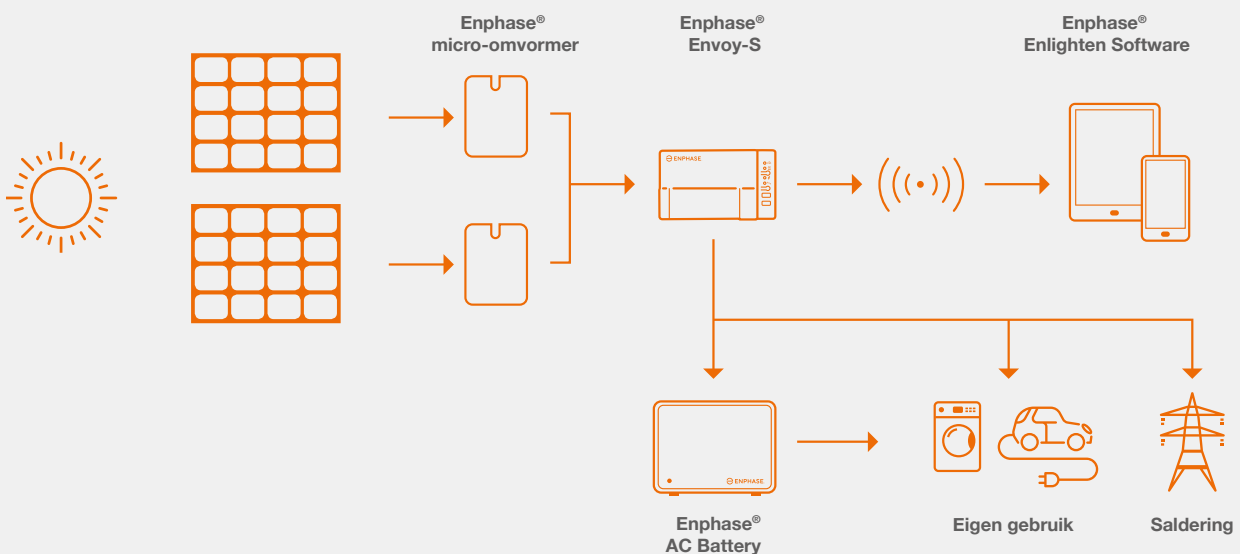 Enphase®
micro-omvormer
Enphase®
Envoy-S
Enphase®
Enlighten Software
ENPHASE
ENPHASE
Enphase®
AC Battery
Eigen gebruik
Saldering